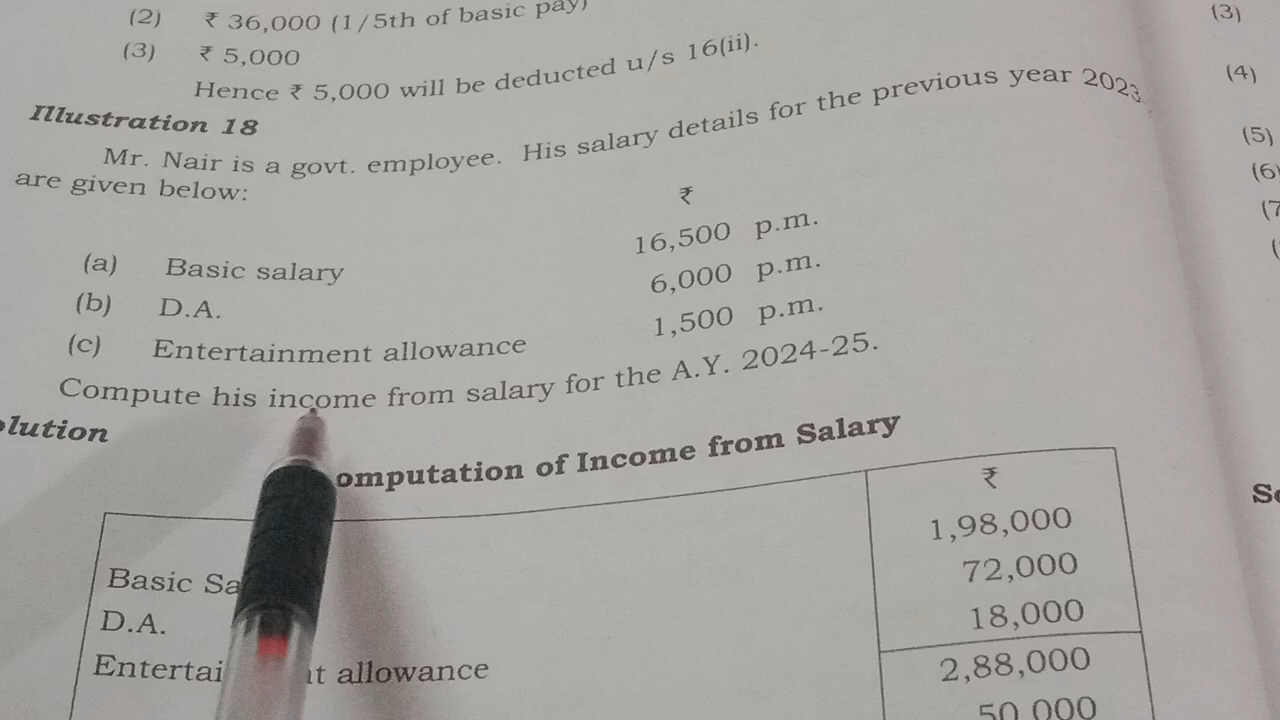 (2) ₹ 36,000 (1/5th of basic pay)
(3) ₹ 5,000
Hence ₹ 5,000 will be deducted u/s 16(ii).
Illustration 18
Mr. Nair is a govt. employee. His salary details for the previous year 2023
are given below:
₹
(a) Basic salary 16,500 p.m.
(b) D.A. 6,000 p.m.
(c) Entertainment allowance 1,500 p.m.
Compute his income from salary for the A.Y. 2024-25.
olution
omputation of Income from Salary
₹
Basic Sa 1,98,000
D.A. 72,000
Entertai t allowance 18,000
2,88,000
50,000
(3)
(4)
(5)
(6
(7
(
So